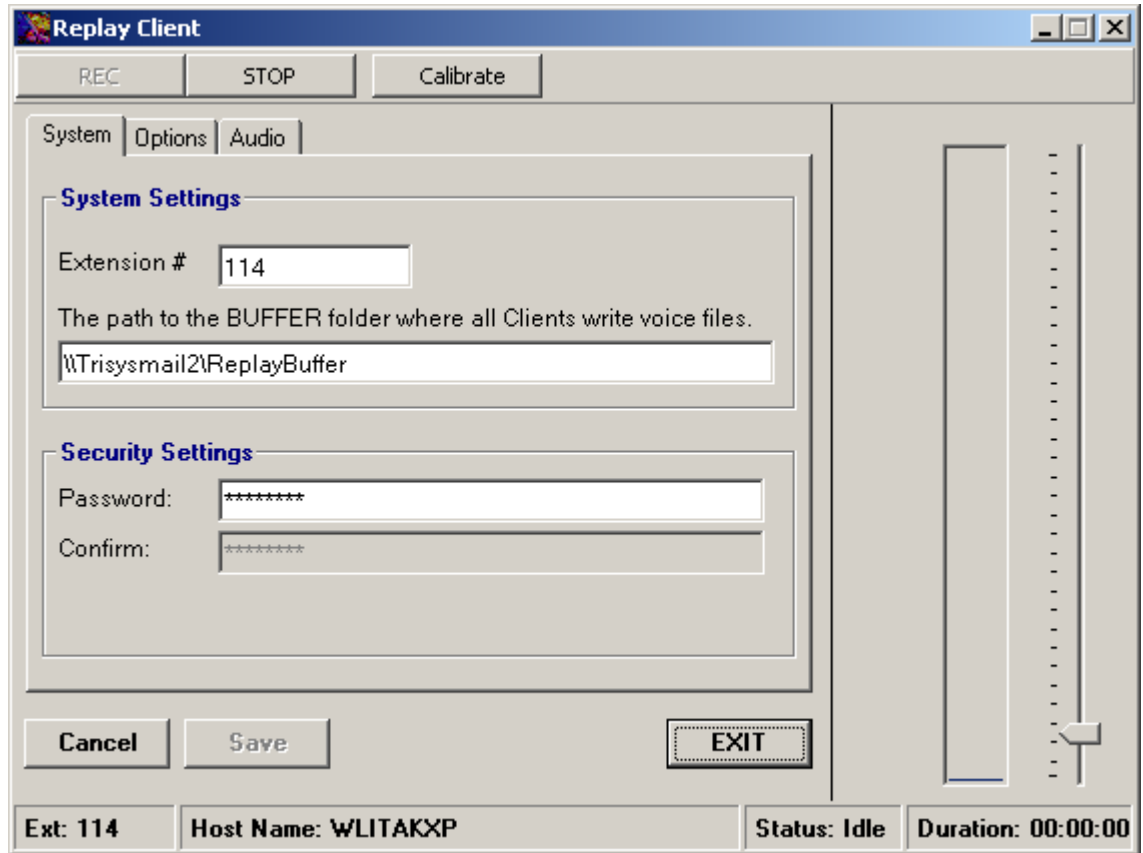 Replay Client
REC STOP Calibrate
System Options Audio
System Settings
Extension # 114
The path to the BUFFER folder where all Clients write voice files.
\\Trisysmail2\ReplayBuffer
Security Settings
Password: ********
Confirm: ********
Cancel Save EXIT
Ext: 114 Host Name: WLITAKXP Status: Idle Duration: 00:00:00